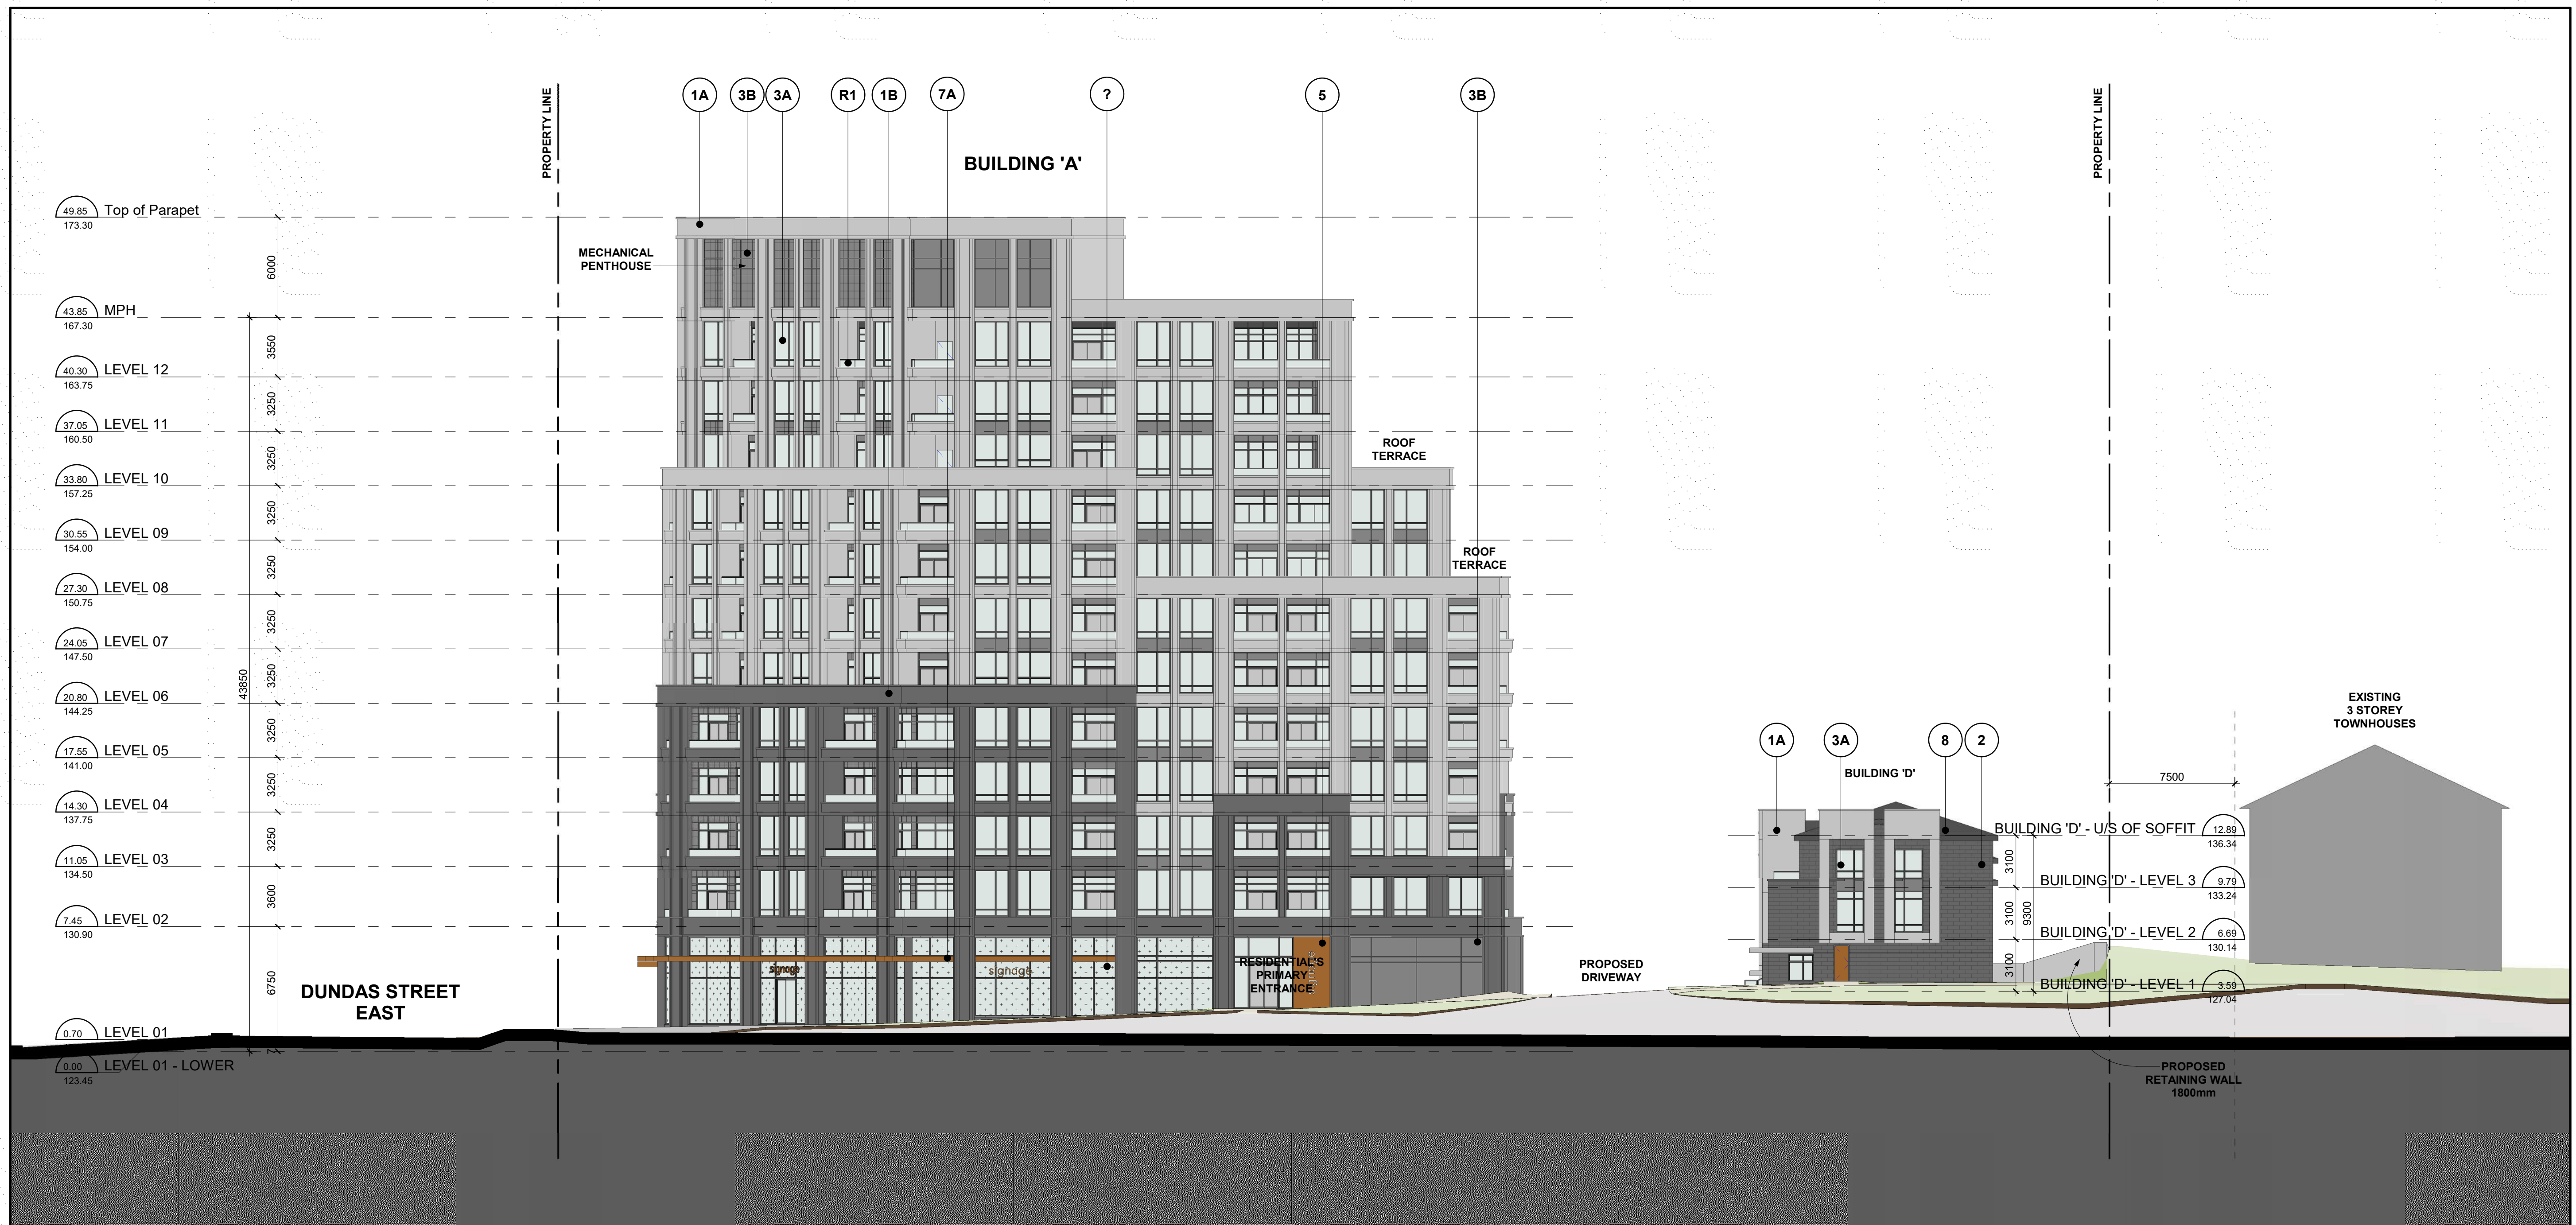 PROPERTY LINE
1A
3B
3A
R1
1B
7A
?
5
3B
PROPERTY LINE
BUILDING 'A'
49.85
Top of Parapet
173.30
MECHANICAL
PENTHOUSE
6000
43.85
MPH
167.30
3550
40.30
LEVEL 12
163.75
3250
37.05
LEVEL 11
160.50
3250
ROOF
TERRACE
33.80
LEVEL 10
157.25
3250
30.55
LEVEL 09
154.00
3250
ROOF
TERRACE
27.30
LEVEL 08
150.75
3250
24.05
LEVEL 07
147.50
3250
43850
20.80
LEVEL 06
144.25
3250
17.55
LEVEL 05
141.00
3250
14.30
LEVEL 04
137.75
3250
11.05
LEVEL 03
134.50
3600
7.45
LEVEL 02
130.90
6750
DUNDAS STREET
EAST
0.70
LEVEL 01
0.00
LEVEL 01 - LOWER
123.45
signage
signage
signage
RESIDENTIAL'S
PRIMARY
ENTRANCE
PROPOSED
DRIVEWAY
1A
3A
8
2
BUILDING 'D'
EXISTING
3 STOREY
TOWNHOUSES
7500
BUILDING 'D' - U/S OF SOFFIT
12.89
136.34
3100
BUILDING 'D' - LEVEL 3
9.79
133.24
3100
9300
BUILDING 'D' - LEVEL 2
6.69
130.14
3100
BUILDING 'D' - LEVEL 1
3.59
127.04
PROPOSED
RETAINING WALL
1800mm